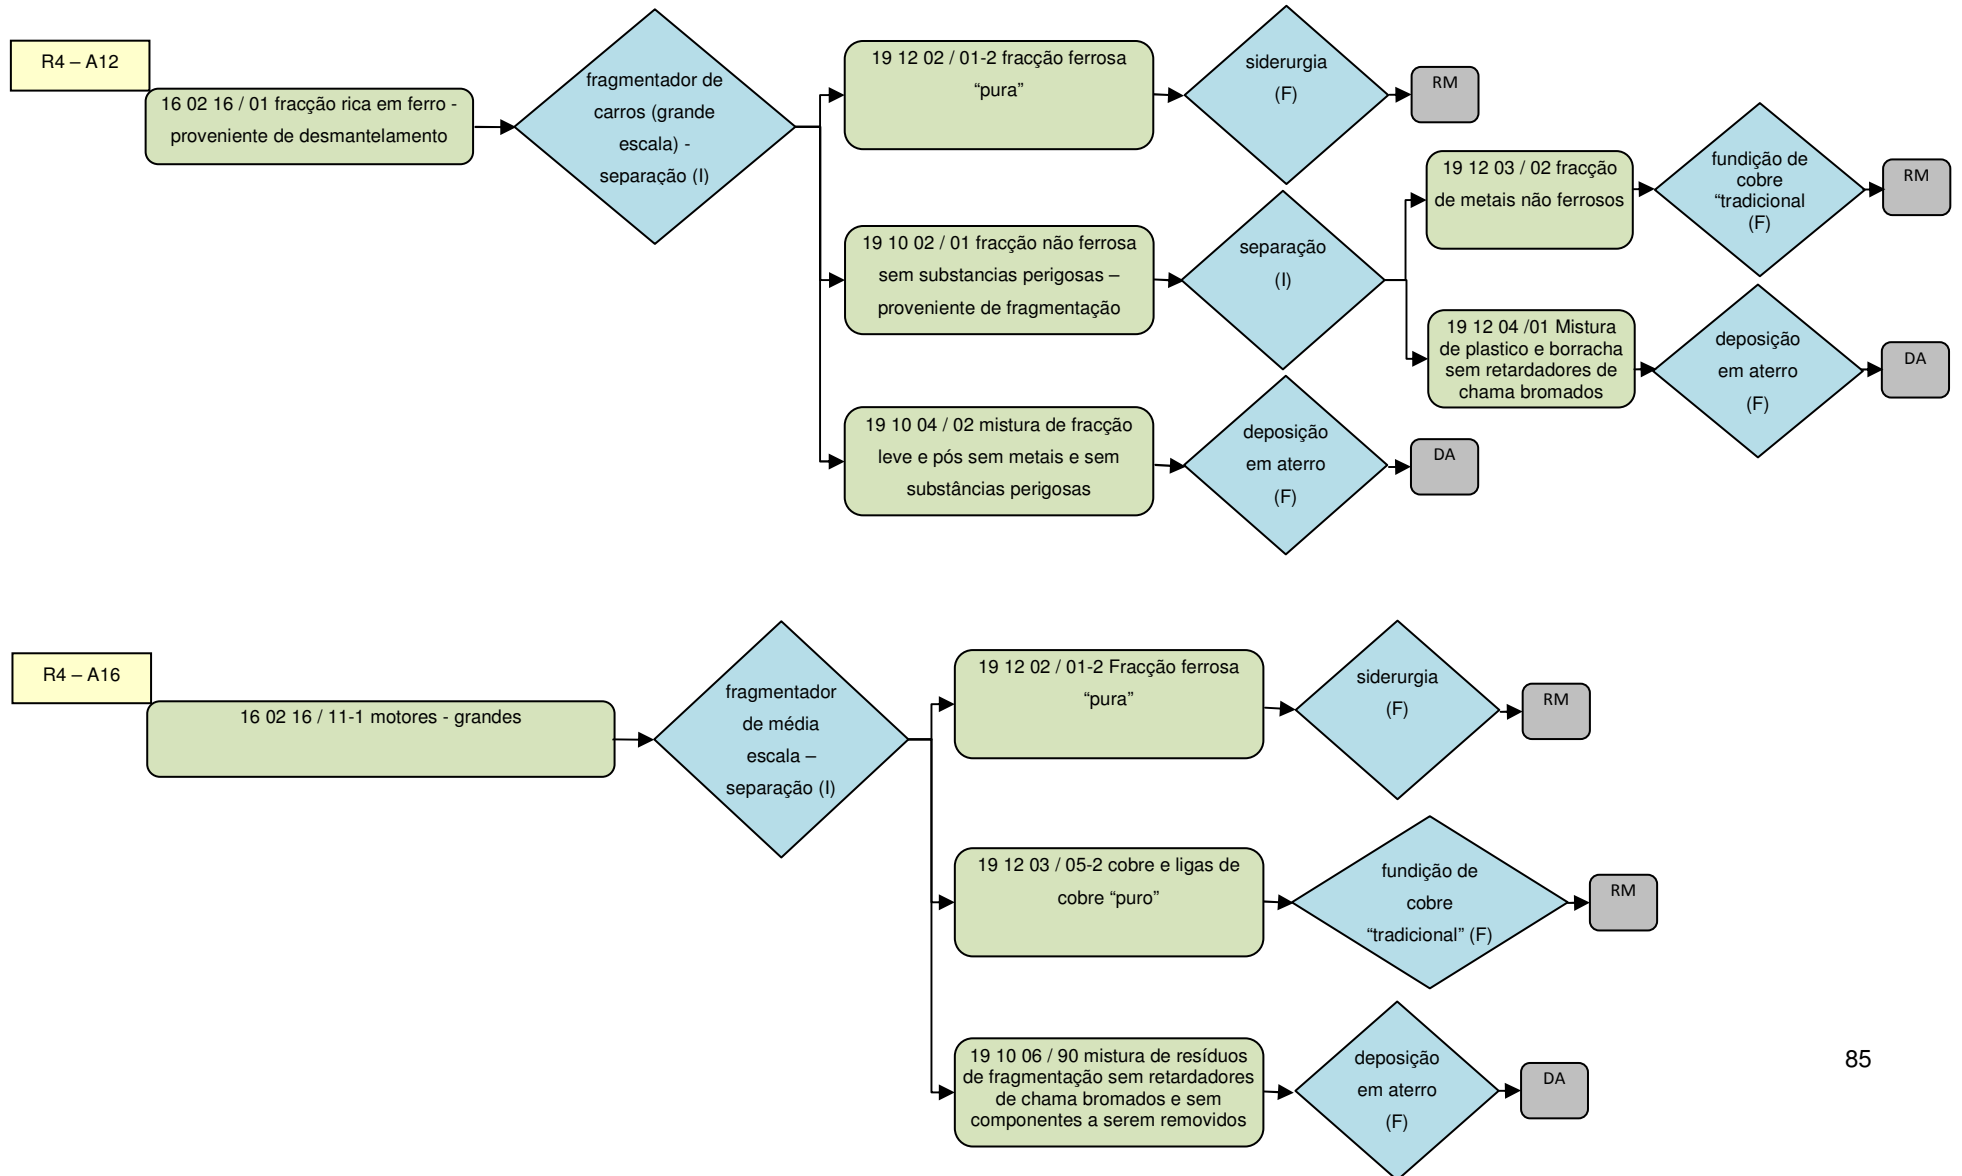 R4 – A12
16 02 16 / 01 fracção rica em ferro -
proveniente de desmantelamento
fragmentador de
carros (grande
escala) -
separação (I)
19 12 02 / 01-2 fracção ferrosa
“pura”
siderurgia
(F)
RM
19 10 02 / 01 fracção não ferrosa
sem substancias perigosas –
proveniente de fragmentação
separação
(I)
19 12 03 / 02 fracção
de metais não ferrosos
fundição de
cobre
“tradicional
(F)
RM
19 12 04 /01 Mistura
de plastico e borracha
sem retardadores de
chama bromados
deposição
em aterro
(F)
DA
19 10 04 / 02 mistura de fracção
leve e pós sem metais e sem
substâncias perigosas
deposição
em aterro
(F)
DA
R4 – A16
16 02 16 / 11-1 motores - grandes
fragmentador
de média
escala –
separação (I)
19 12 02 / 01-2 Fracção ferrosa
“pura”
siderurgia
(F)
RM
19 12 03 / 05-2 cobre e ligas de
cobre “puro”
fundição de
cobre
“tradicional” (F)
RM
19 10 06 / 90 mistura de resíduos
de fragmentação sem retardadores
de chama bromados e sem
componentes a serem removidos
deposição
em aterro
(F)
DA
85